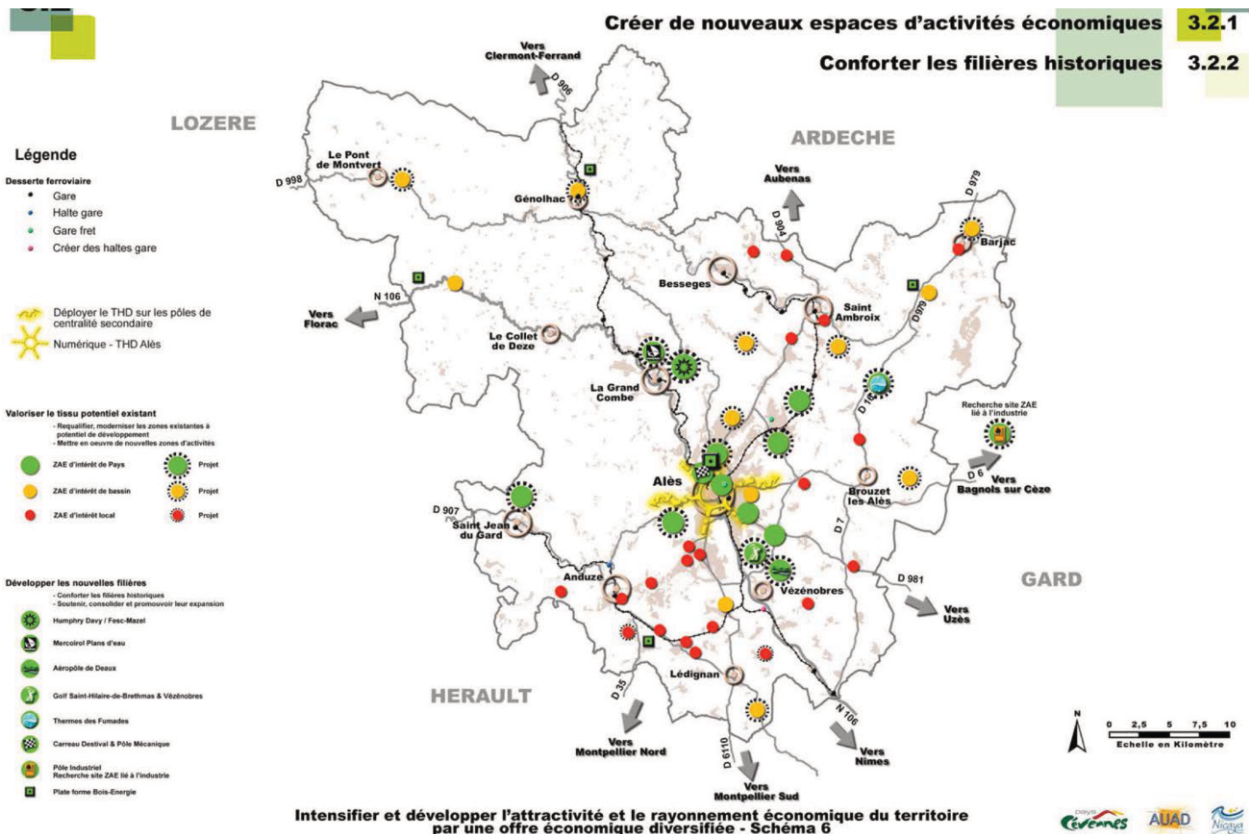 3.2
Créer de nouveaux espaces d'activités économiques 3.2.1
Conforter les filières historiques 3.2.2
Vers
Clermont-Ferrand
D 906
LOZERE
ARDECHE
Légende
Desserte ferroviaire
Gare
Halte gare
Gare fret
Créer des haltes gare
Déployer le THD sur les pôles de
centralité secondaire
Numérique - THD Alès
Valoriser le tissu potentiel existant
- Requalifier, moderniser les zones existantes à
potentiel de développement
- Mettre en oeuvre de nouvelles zones d'activités
ZAE d'intérêt de Pays
Projet
ZAE d'intérêt de bassin
Projet
ZAE d'intérêt local
Projet
Développer les nouvelles filières
- Conforter les filières historiques
- Soutenir, consolider et promouvoir leur expansion
Humphry Davy / Fesc-Mazel
Mercoirol Plans d'eau
Aéropôle de Deaux
Golf Saint-Hilaire-de-Brethmas & Vézénobres
Thermes des Fumades
Carreau Destival & Pôle Mécanique
Pôle Industriel
Recherche site ZAE lié à l'industrie
Plate forme Bois-Energie
Le Pont
de Montvert
D 998
Génolhac
Vers
Aubenas
D 904
D 979
Barjac
Besseges
N 106
Vers
Florac
Saint
Ambroix
D 979
Le Collet
de Deze
La Grand
Combe
Recherche site ZAE
lié à l'industrie
Alès
D 6
Vers
Bagnols sur Cèze
Brouzet
les Alès
D 907
Saint Jean
du Gard
D 7
Anduze
D 981
GARD
Vézénobres
Vers
Uzès
HERAULT
Lédignan
D 35
N 106
Vers
Montpellier Nord
D 6110
Vers
Nimes
Vers
Montpellier Sud
N
0 2,5 5 7,5 10
Echelle en Kilomètre
Intensifier et développer l'attractivité et le rayonnement économique du territoire
par une offre économique diversifiée - Schéma 6
pays
Cévennes
AUAD
Nicaya